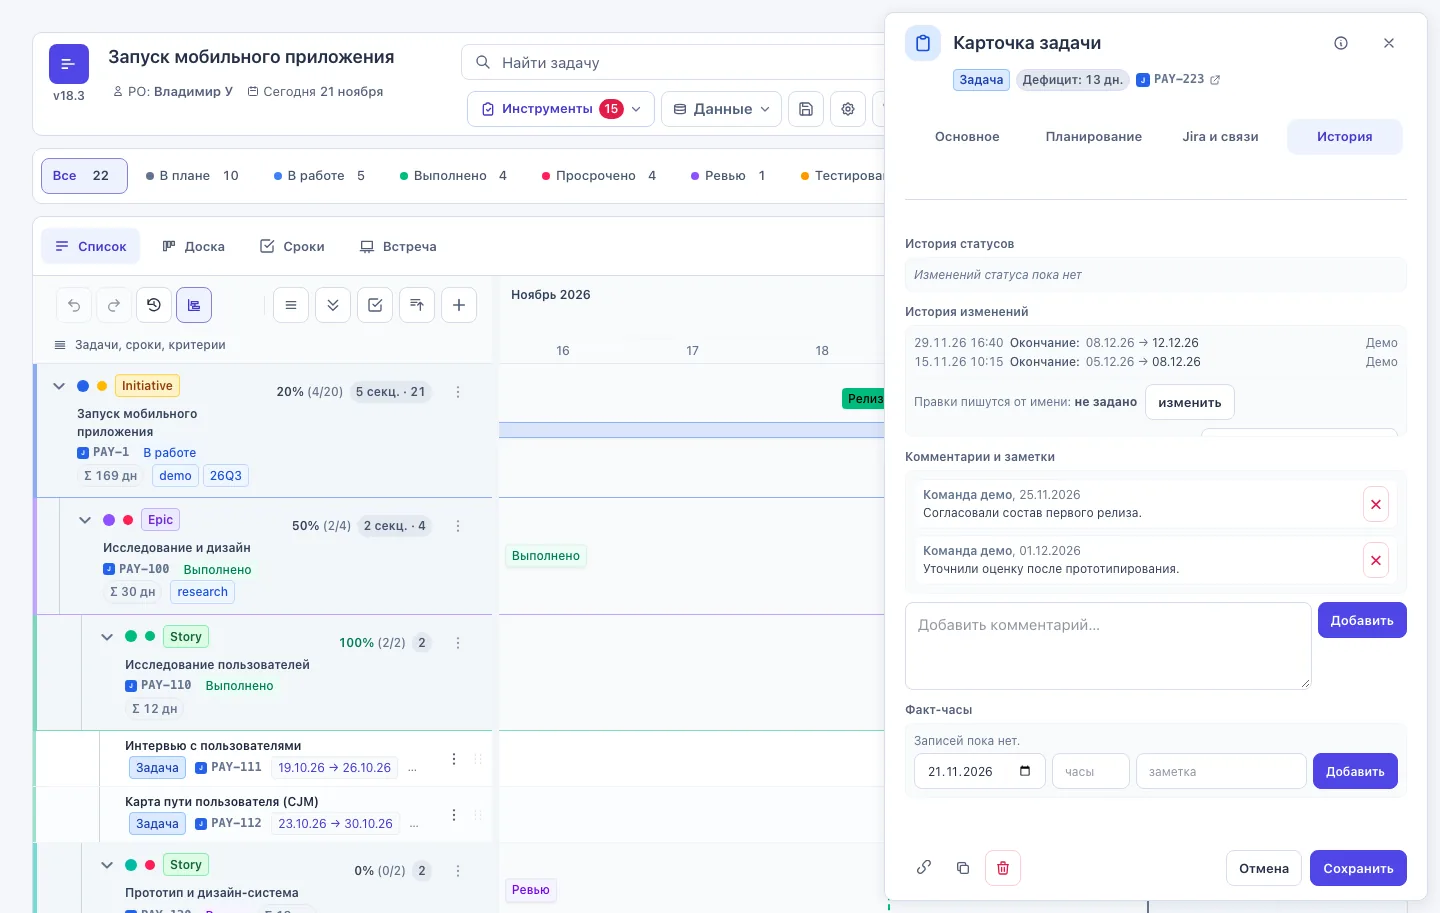 Запуск мобильного приложения
v18.3
PO: Владимир У
Сегодня 21 ноября
Найти задачу
Инструменты 15
Данные
Все 22
В плане 10
В работе 5
Выполнено 4
Просрочено 4
Ревью 1
Тестирова
Список
Доска
Сроки
Встреча
Задачи, сроки, критерии
Ноябрь 2026
16 17 18
Initiative
20% (4/20) 5 секц. · 21
Запуск мобильного
приложения
PAY-1 В работе
Σ 169 дн demo 26Q3
Релиз
Epic
50% (2/4) 2 секц. · 4
Исследование и дизайн
PAY-100 Выполнено
Σ 30 дн research
Выполнено
Story
100% (2/2) 2
Исследование пользователей
PAY-110 Выполнено
Σ 12 дн
Интервью с пользователями
Задача PAY-111 19.10.26 → 26.10.26 ...
Карта пути пользователя (CJM)
Задача PAY-112 23.10.26 → 30.10.26 ...
Story
0% (0/2) 2
Прототип и дизайн-система
Ревью
Карточка задачи
Задача Дефицит: 13 дн. PAY-223
Основное Планирование Jira и связи История
История статусов
Изменений статуса пока нет
История изменений
29.11.26 16:40 Окончание: 08.12.26 → 12.12.26 Демо
15.11.26 10:15 Окончание: 05.12.26 → 08.12.26 Демо
Правки пишутся от имени: не задано изменить
Комментарии и заметки
Команда демо, 25.11.2026
Согласовали состав первого релиза.
Команда демо, 01.12.2026
Уточнили оценку после прототипирования.
Добавить комментарий...
Добавить
Факт-часы
Записей пока нет.
21.11.2026 часы заметка Добавить
Отмена Сохранить